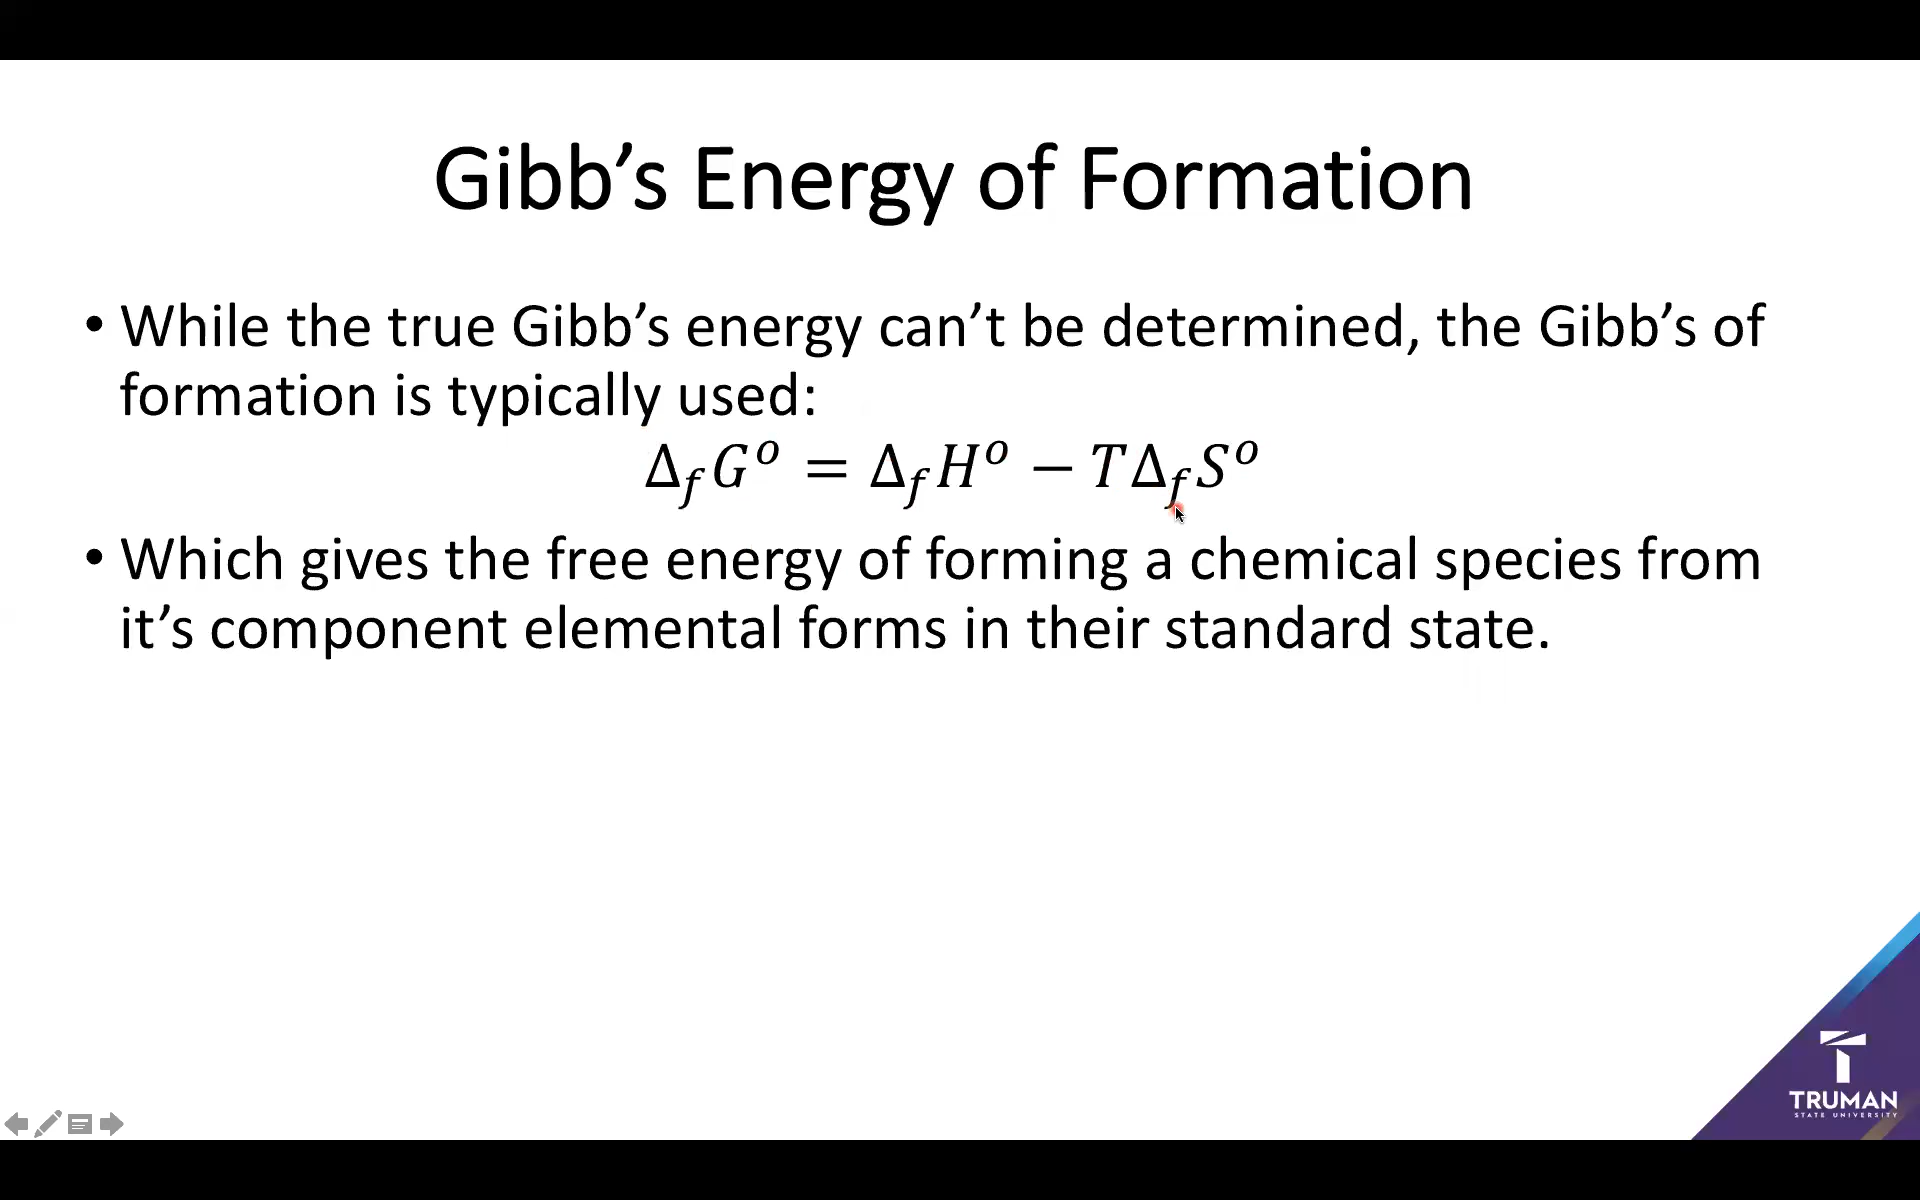 Gibb’s Energy of Formation
• While the true Gibb’s energy can’t be determined, the Gibb’s of
formation is typically used:
Δ_f G^o = Δ_f H^o − TΔ_f S^o
• Which gives the free energy of forming a chemical species from
it’s component elemental forms in their standard state.
TRUMAN
STATE UNIVERSITY